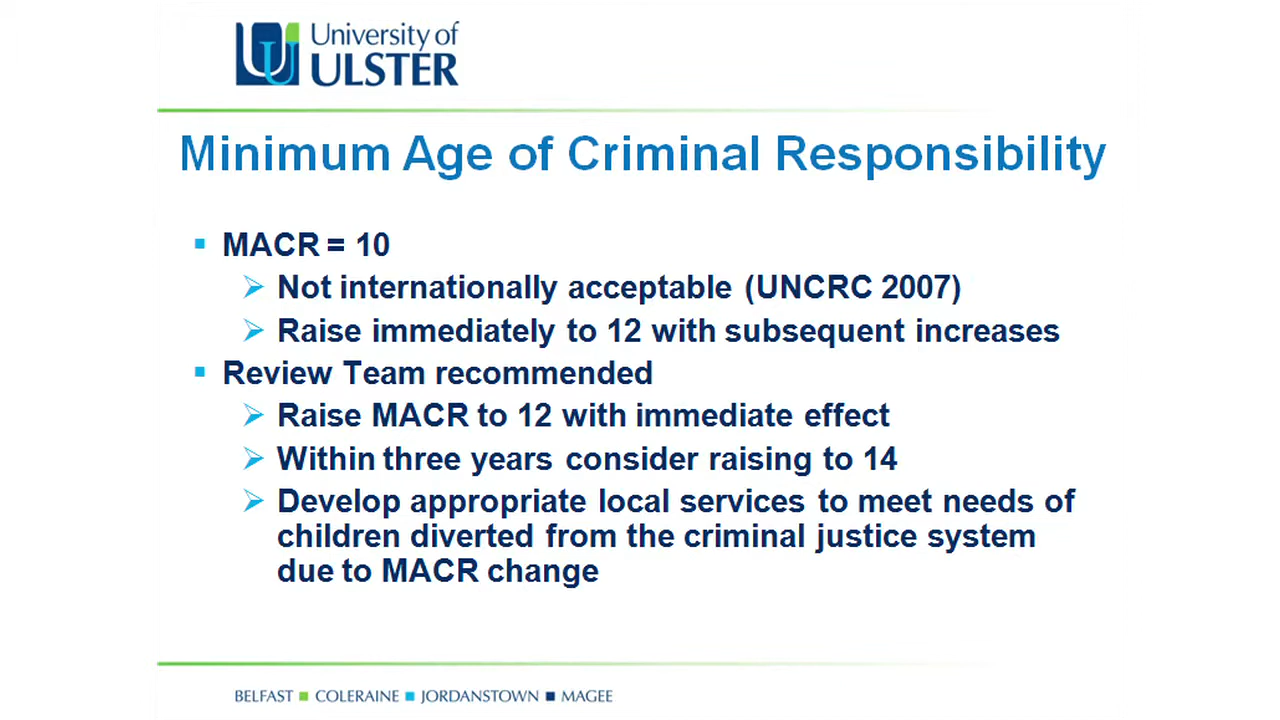 University of
ULSTER
Minimum Age of Criminal Responsibility
MACR = 10
Not internationally acceptable (UNCRC 2007)
Raise immediately to 12 with subsequent increases
Review Team recommended
Raise MACR to 12 with immediate effect
Within three years consider raising to 14
Develop appropriate local services to meet needs of
children diverted from the criminal justice system
due to MACR change
BELFAST COLERAINE JORDANSTOWN MAGEE